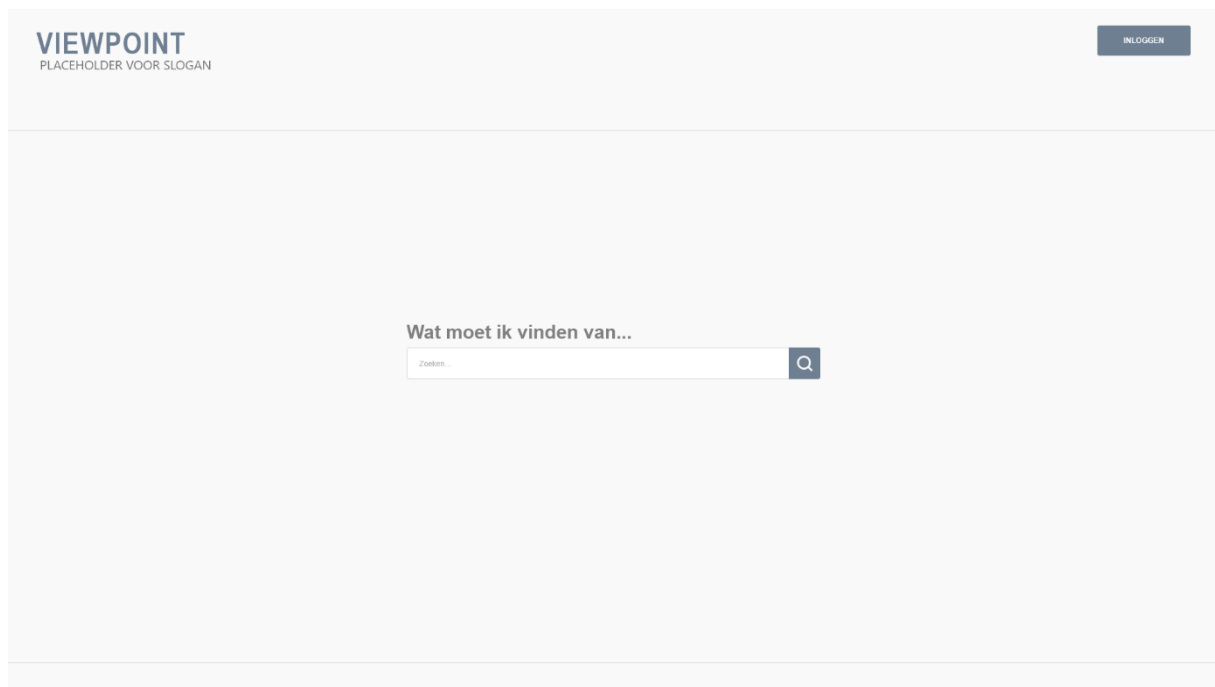 VIEWPOINT
PLACEHOLDER VOOR SLOGAN
INLOGGEN
Wat moet ik vinden van...
Zoeken...